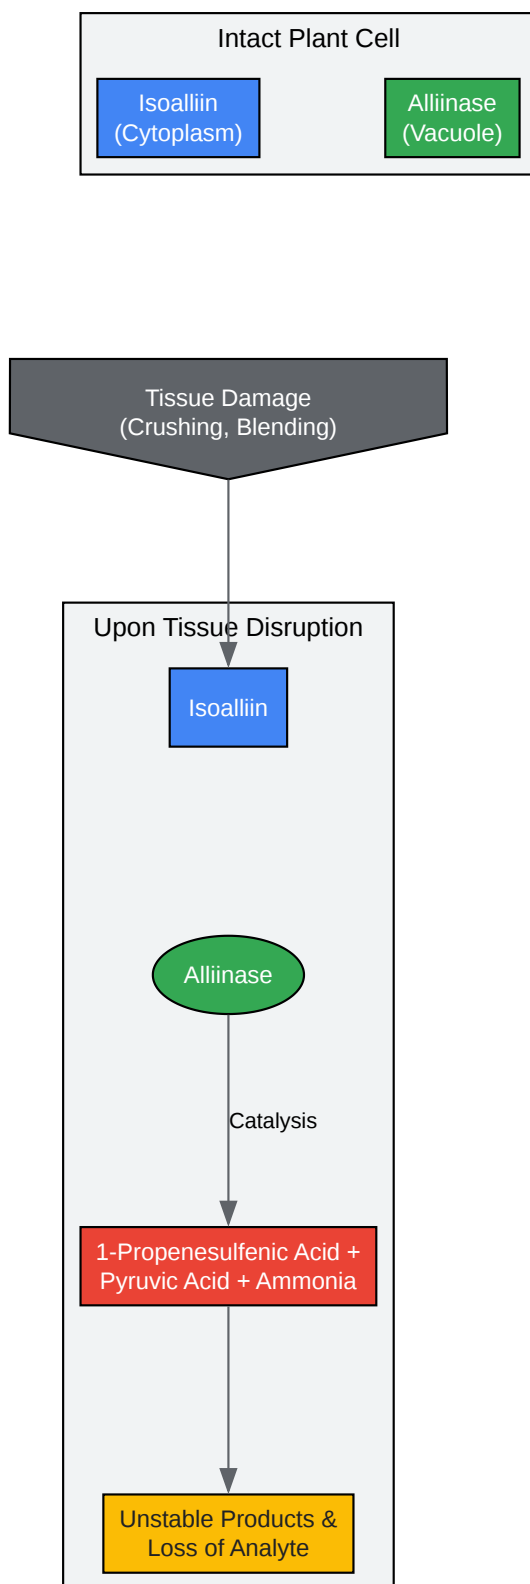 Intact Plant Cell
Isoalliin
(Cytoplasm)
Alliinase
(Vacuole)
Tissue Damage
(Crushing, Blending)
Upon Tissue Disruption
Isoalliin
Alliinase
Catalysis
1-Propenesulfenic Acid +
Pyruvic Acid + Ammonia
Unstable Products &
Loss of Analyte